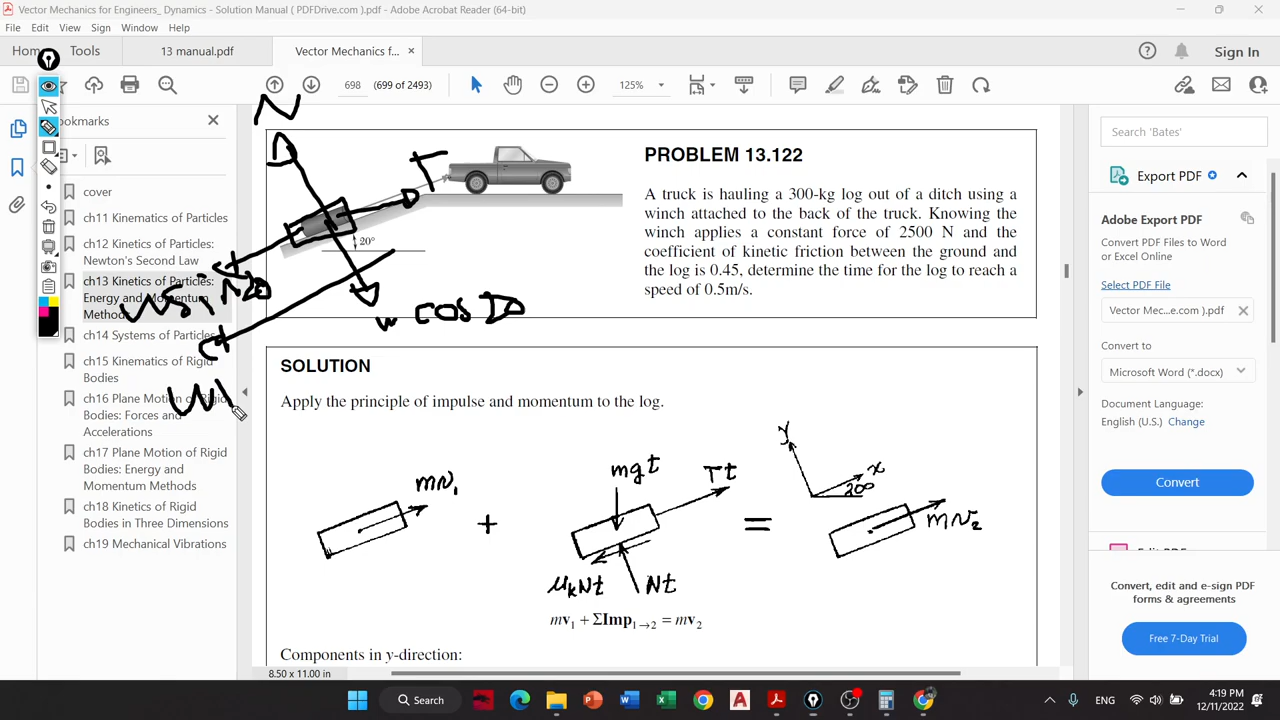 Vector Mechanics for Engineers_ Dynamics - Solution Manual ( PDFDrive.com ).pdf - Adobe Acrobat Reader (64-bit)
File Edit View Sign Window Help
Home Tools 13 manual.pdf Vector Mechanics f... × Sign In
698 (699 of 2493) 125%
Bookmarks
cover
ch11 Kinematics of Particles
ch12 Kinetics of Particles:
Newton's Second Law
ch13 Kinetics of Particles:
Energy and Momentum
Methods
ch14 Systems of Particles
ch15 Kinematics of Rigid
Bodies
ch16 Plane Motion of Rigid
Bodies: Forces and
Accelerations
ch17 Plane Motion of Rigid
Bodies: Energy and
Momentum Methods
ch18 Kinetics of Rigid
Bodies in Three Dimensions
ch19 Mechanical Vibrations
N
T
20°
w sin 20
w cos 20
PROBLEM 13.122
A truck is hauling a 300-kg log out of a ditch using a
winch attached to the back of the truck. Knowing the
winch applies a constant force of 2500 N and the
coefficient of kinetic friction between the ground and
the log is 0.45, determine the time for the log to reach a
speed of 0.5m/s.
SOLUTION
Apply the principle of impulse and momentum to the log.
mv₁
+
mgt
Tt
μₖNt
Nt
=
y
x
20°
mv₂
mv₁ + ΣImp₁→₂ = mv₂
Components in y-direction:
8.50 x 11.00 in
Search 'Bates'
Export PDF
Adobe Export PDF
Convert PDF Files to Word
or Excel Online
Select PDF File
Vector Mec...e.com ).pdf
Convert to
Microsoft Word (*.docx)
Document Language:
English (U.S.) Change
Convert
Convert, edit and e-sign PDF
forms & agreements
Free 7-Day Trial
Search
ENG
4:19 PM
12/11/2022